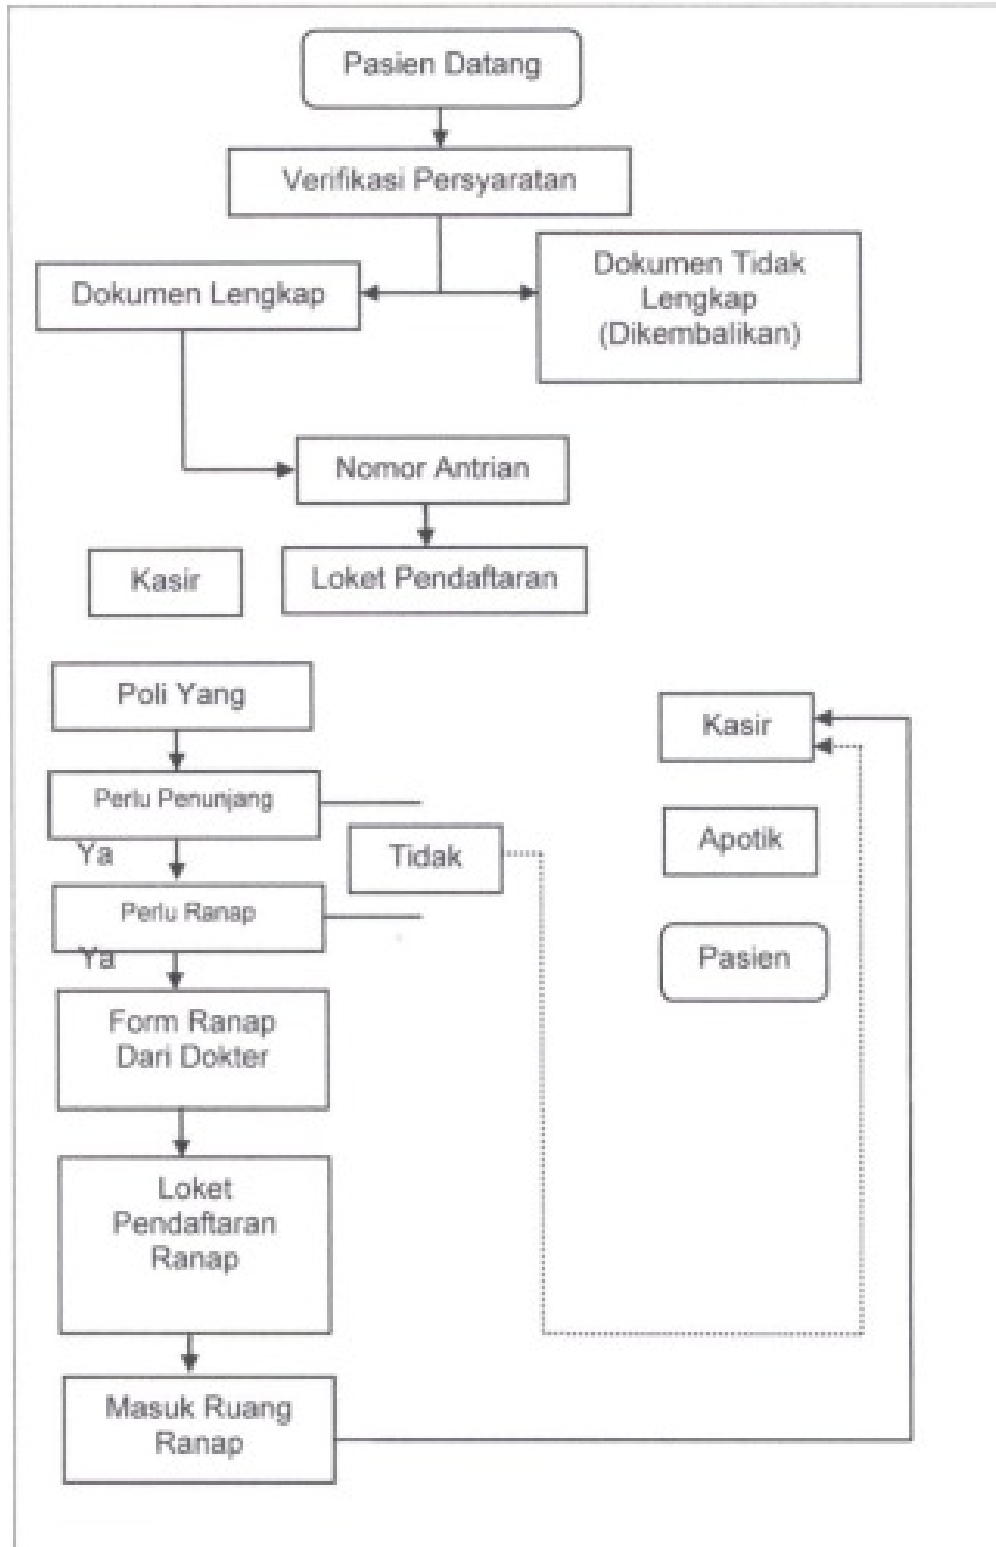 Pasien Datang
Verifikasi Persyaratan
Dokumen Lengkap
Dokumen Tidak
Lengkap
(Dikembalikan)
Nomor Antrian
Kasir
Loket Pendaftaran
Poli Yang
Kasir
Perlu Penunjang
Ya
Tidak
Apotik
Perlu Ranap
Ya
Pasien
Form Ranap
Dari Dokter
Loket
Pendaftaran
Ranap
Masuk Ruang
Ranap